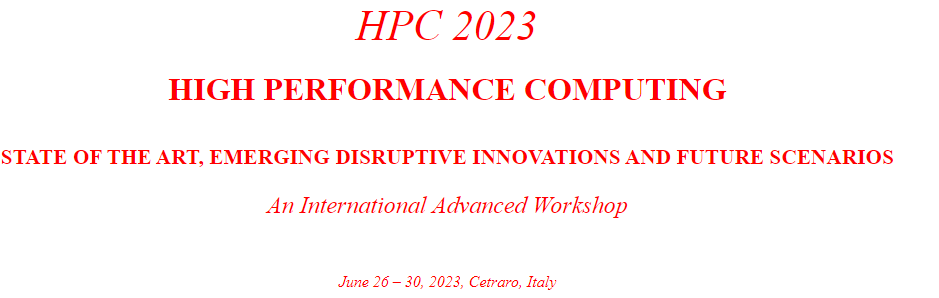 HPC 2023
HIGH PERFORMANCE COMPUTING
STATE OF THE ART, EMERGING DISRUPTIVE INNOVATIONS AND FUTURE SCENARIOS
An International Advanced Workshop
June 26 – 30, 2023, Cetraro, Italy